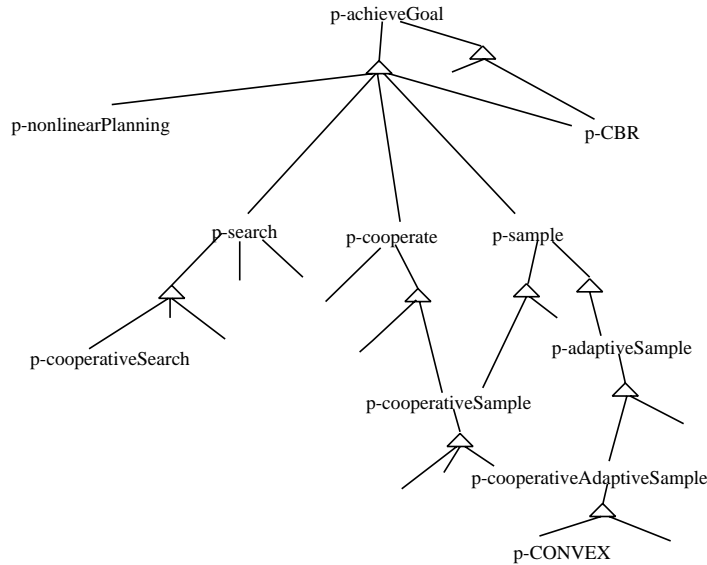 p-achieveGoal
p-nonlinearPlanning
p-CBR
p-search
p-cooperate
p-sample
p-cooperativeSearch
p-adaptiveSample
p-cooperativeSample
p-cooperativeAdaptiveSample
p-CONVEX